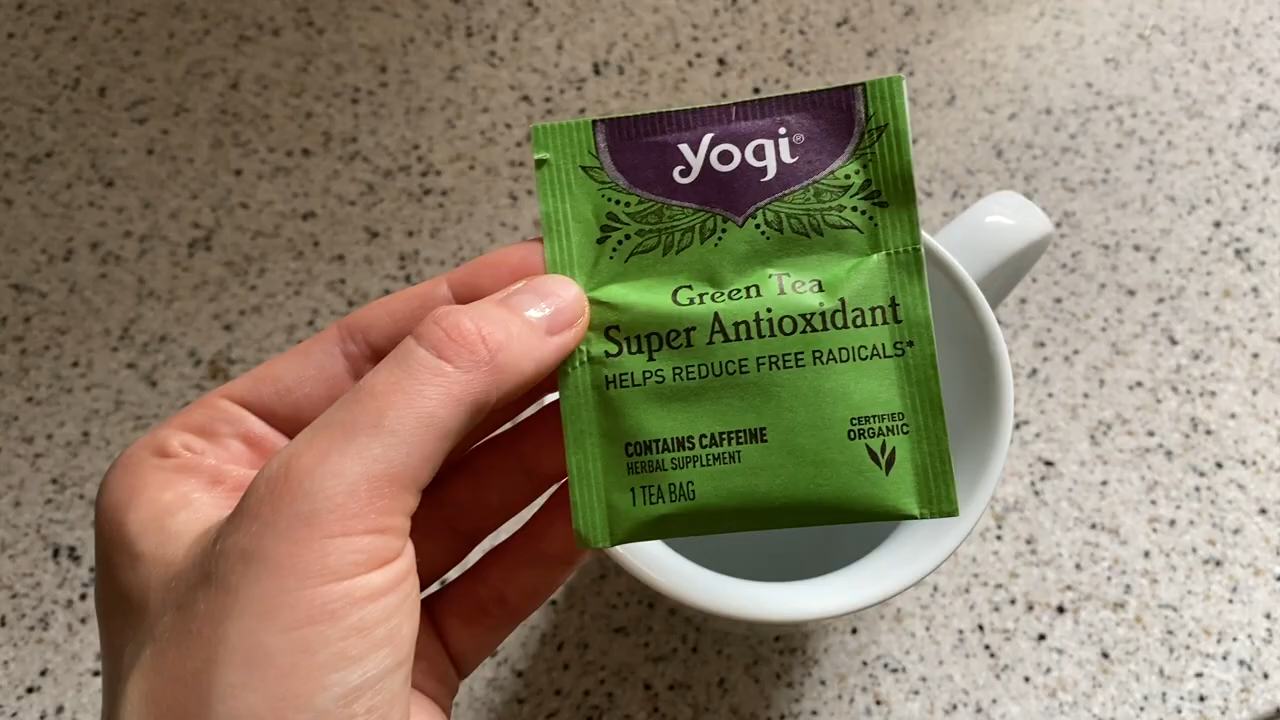 yogi®
Green Tea
Super Antioxidant
HELPS REDUCE FREE RADICALS*
CONTAINS CAFFEINE
HERBAL SUPPLEMENT
1 TEA BAG
CERTIFIED
ORGANIC